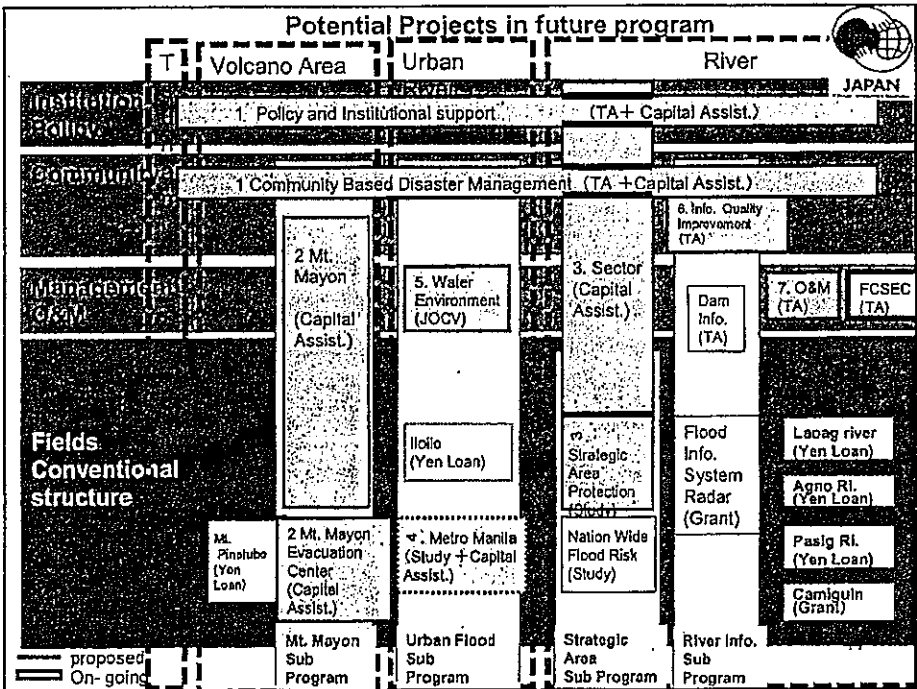 Potential Projects in future program
T
Volcano Area
Urban
River
JAPAN
Institution
Policy
1. Policy and Institutional support (TA + Capital Assist.)
Community
1 Community Based Disaster Management (TA + Capital Assist.)
6. Info. Quality
Improvement
(TA)
2 Mt.
Mayon
(Capital
Assist.)
5. Water
Environment
(JOCV)
3. Sector
(Capital
Assist.)
Management
O&M
Dam
Info.
(TA)
7. O&M
(TA)
FCSEC
(TA)
Fields
Conventional
structure
Iloilo
(Yen Loan)
3.
Strategic
Area
Protection
(Study)
Flood
Info.
System
Radar
(Grant)
Laoag river
(Yen Loan)
Agno Ri.
(Yen Loan)
Mt.
Pinatubo
(Yen
Loan)
2 Mt. Mayon
Evacuation
Center
(Capital
Assist.)
4. Metro Manila
(Study + Capital
Assist.)
Nation Wide
Flood Risk
(Study)
Pasig Ri.
(Yen Loan)
Camiguin
(Grant)
Mt. Mayon
Sub
Program
Urban Flood
Sub
Program
Strategic
Area
Sub Program
River Info.
Sub
Program
proposed
On-going